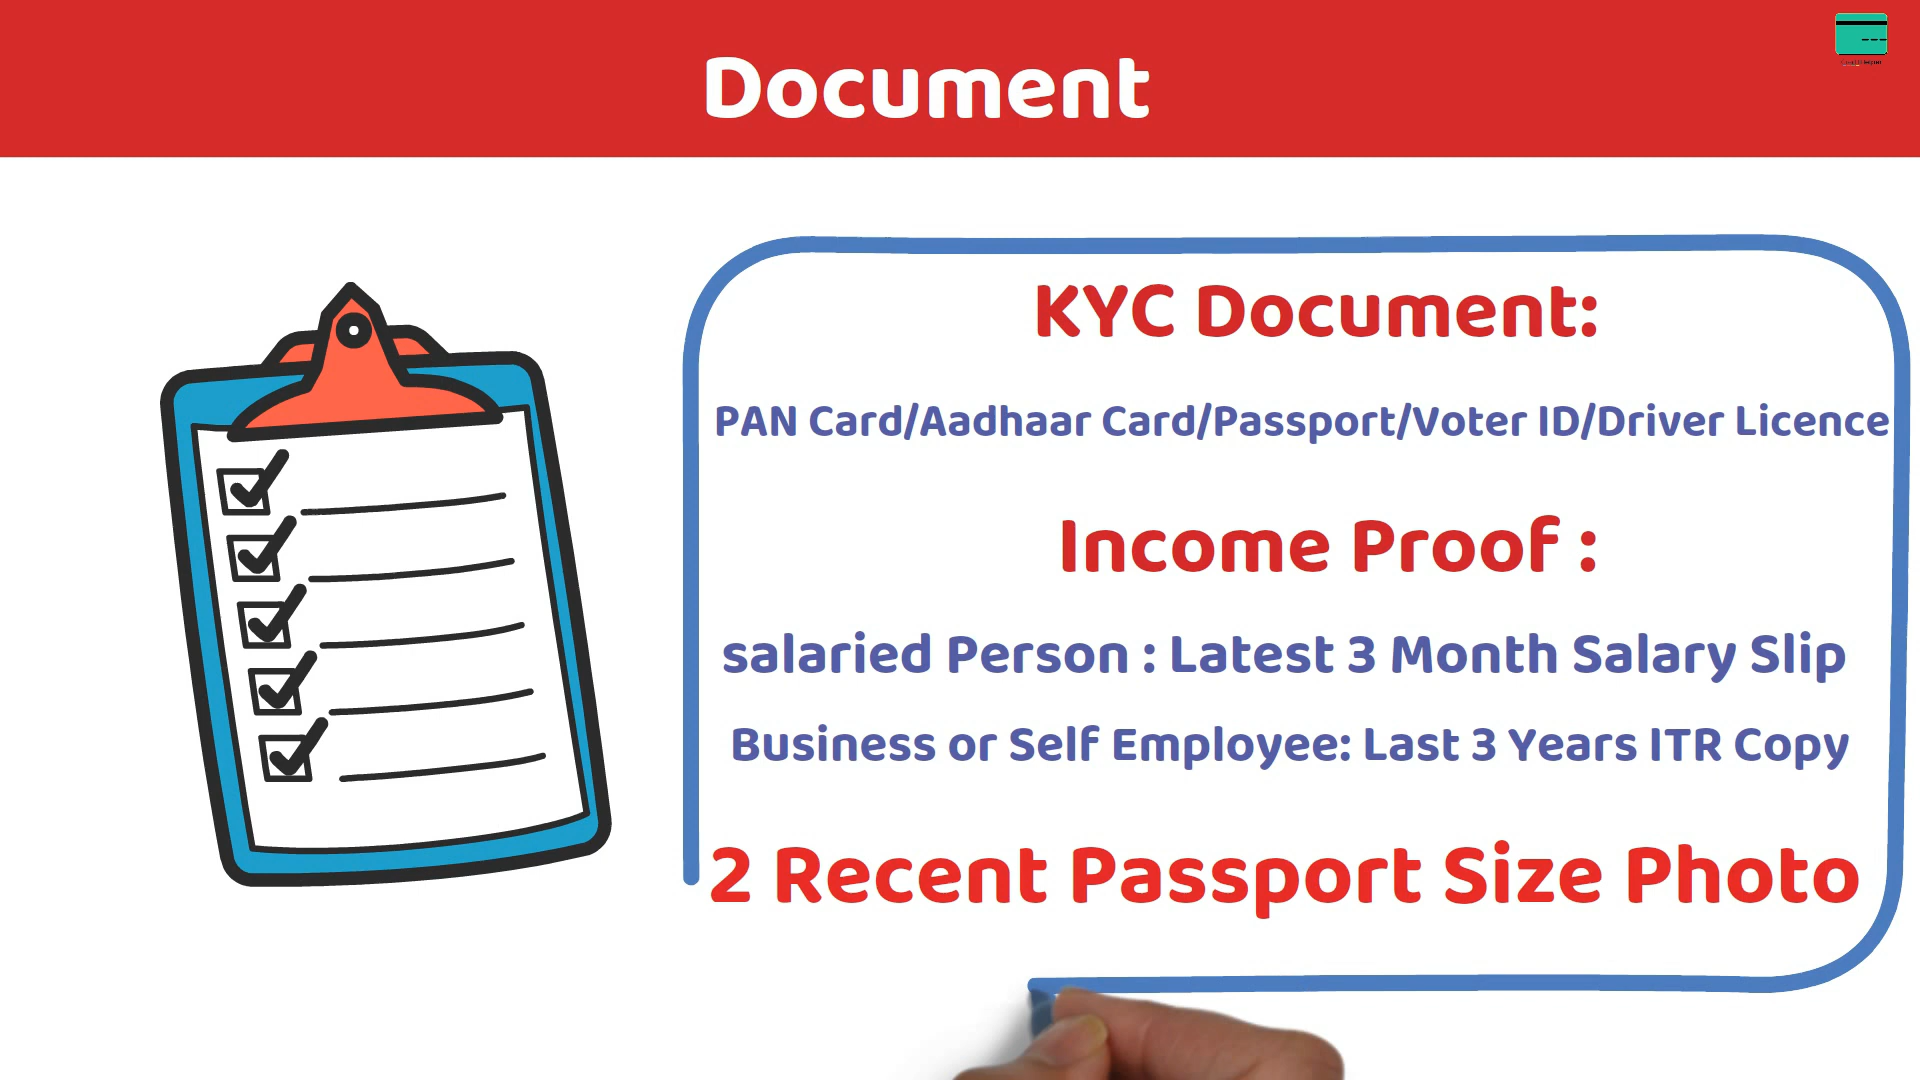 Document
KYC Document:
PAN Card/Aadhaar Card/Passport/Voter ID/Driver Licence
Income Proof :
salaried Person : Latest 3 Month Salary Slip
Business or Self Employee: Last 3 Years ITR Copy
2 Recent Passport Size Photo